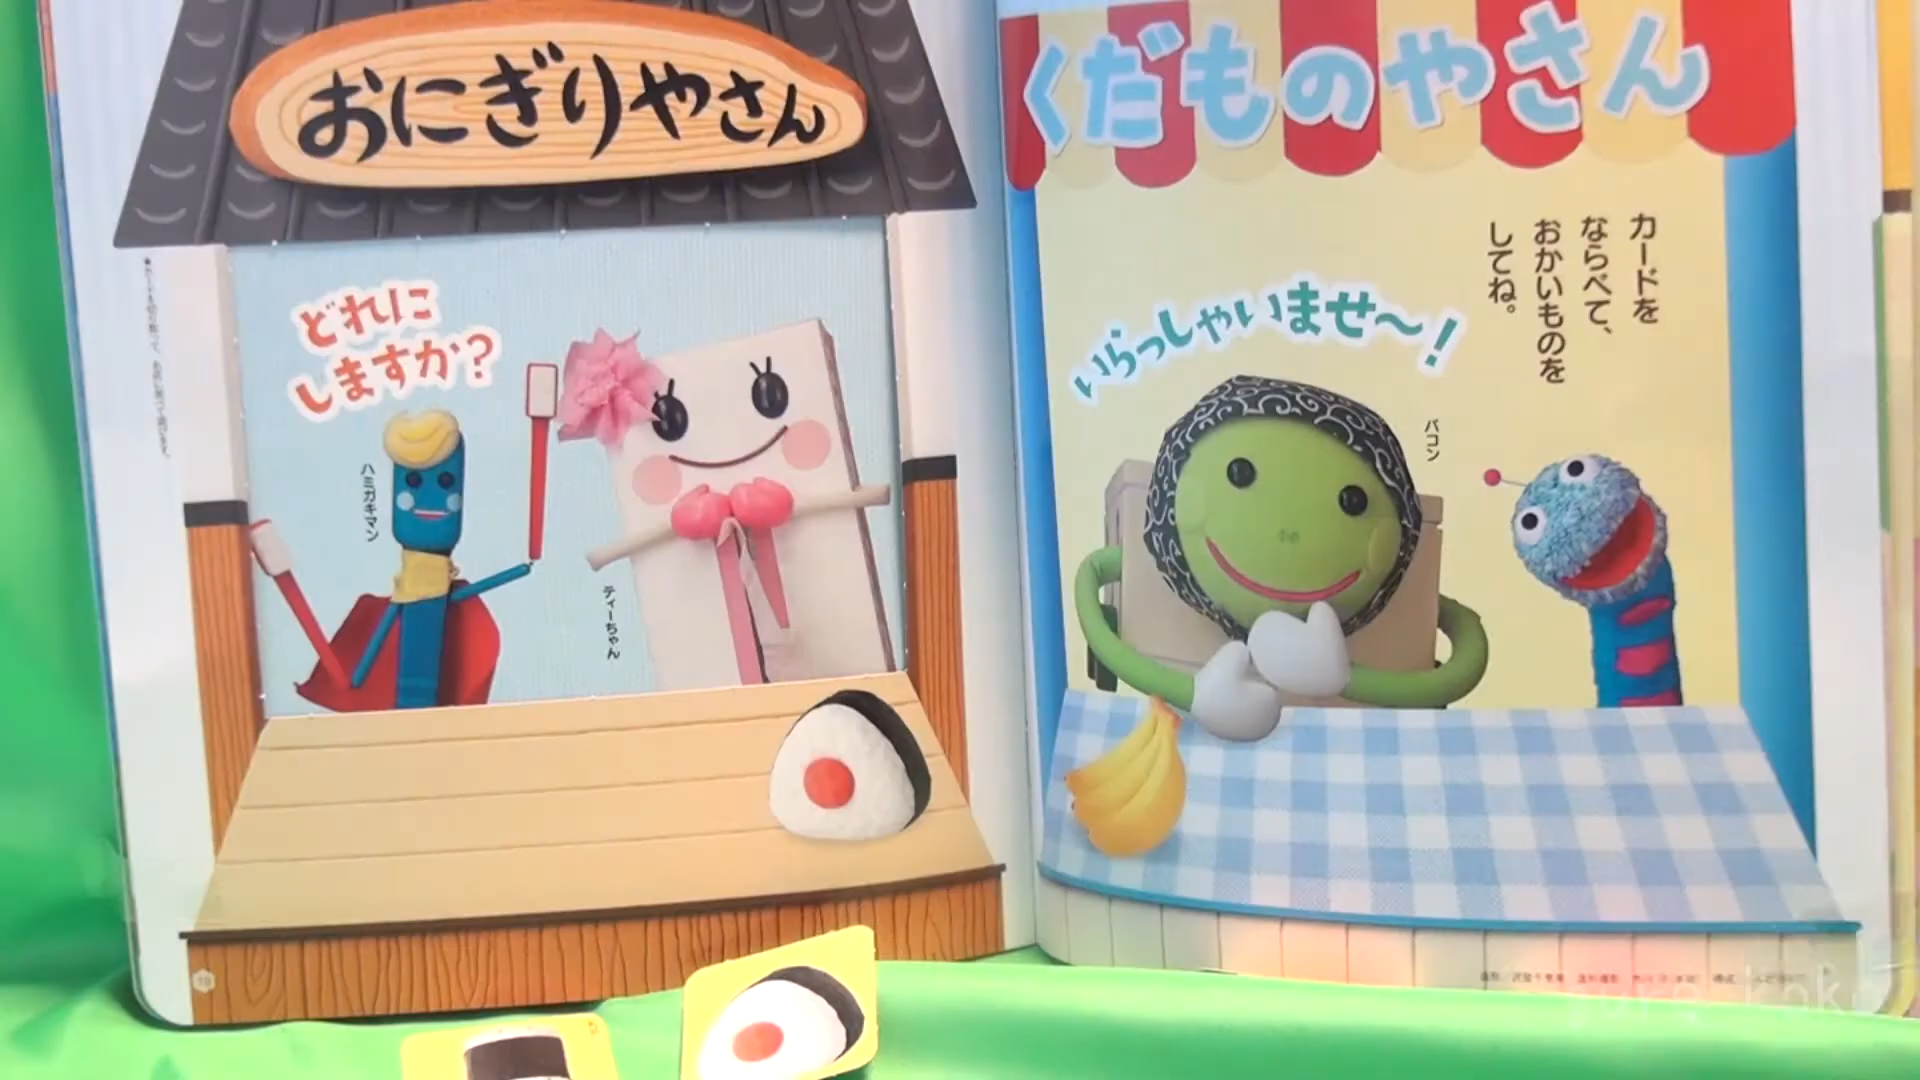 おにぎりやさん
どれに
しますか?
ハミガキマン
ティーちゃん
くだものやさん
カードを
ならべて、
おかいものを
してね。
いらっしゃいませ〜!
パコン
19